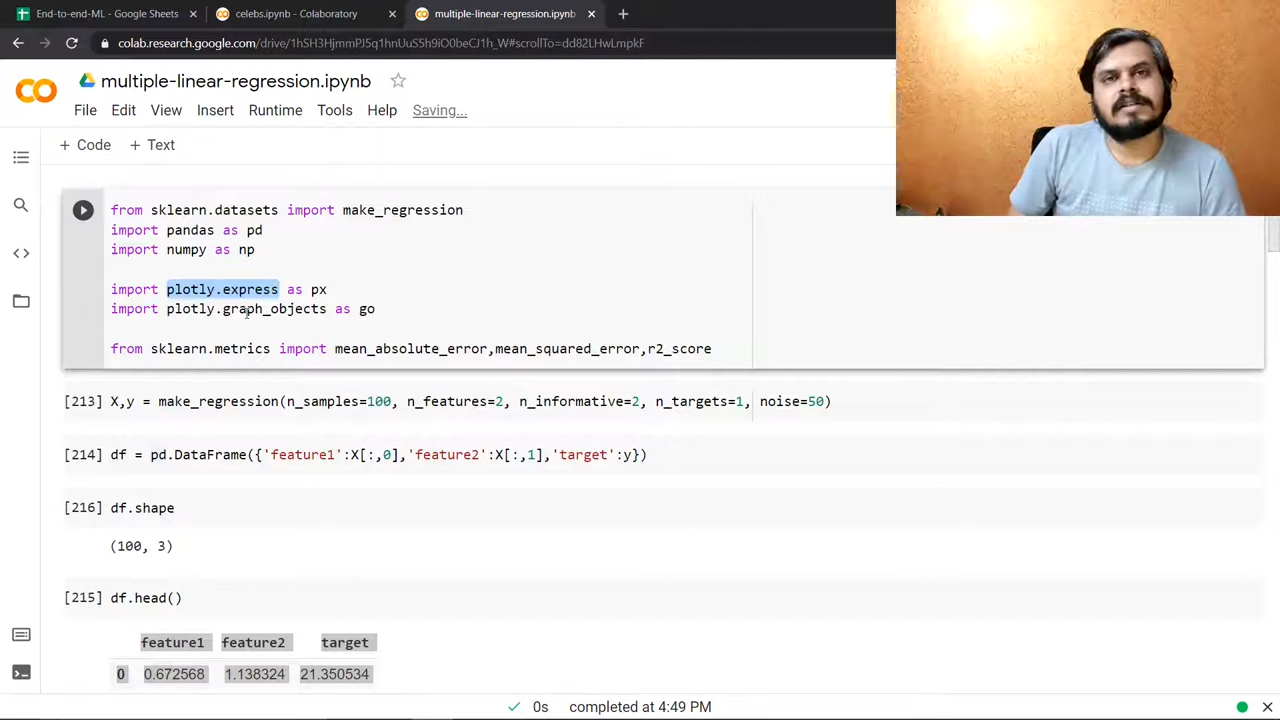 End-to-end-ML - Google Sheets
celebs.ipynb - Colaboratory
multiple-linear-regression.ipynb
colab.research.google.com/drive/1hSH3HjmmPJ5q1hnUuS5h9iO0beCJ1h_W#scrollTo=dd82LHwLmpkF
multiple-linear-regression.ipynb
File Edit View Insert Runtime Tools Help Saving...
+ Code + Text
from sklearn.datasets import make_regression
import pandas as pd
import numpy as np
import plotly.express as px
import plotly.graph_objects as go
from sklearn.metrics import mean_absolute_error,mean_squared_error,r2_score
[213] X,y = make_regression(n_samples=100, n_features=2, n_informative=2, n_targets=1, noise=50)
[214] df = pd.DataFrame({'feature1':X[:,0],'feature2':X[:,1],'target':y})
[216] df.shape
(100, 3)
[215] df.head()
feature1 feature2 target
0 0.672568 1.138324 21.350534
0s completed at 4:49 PM